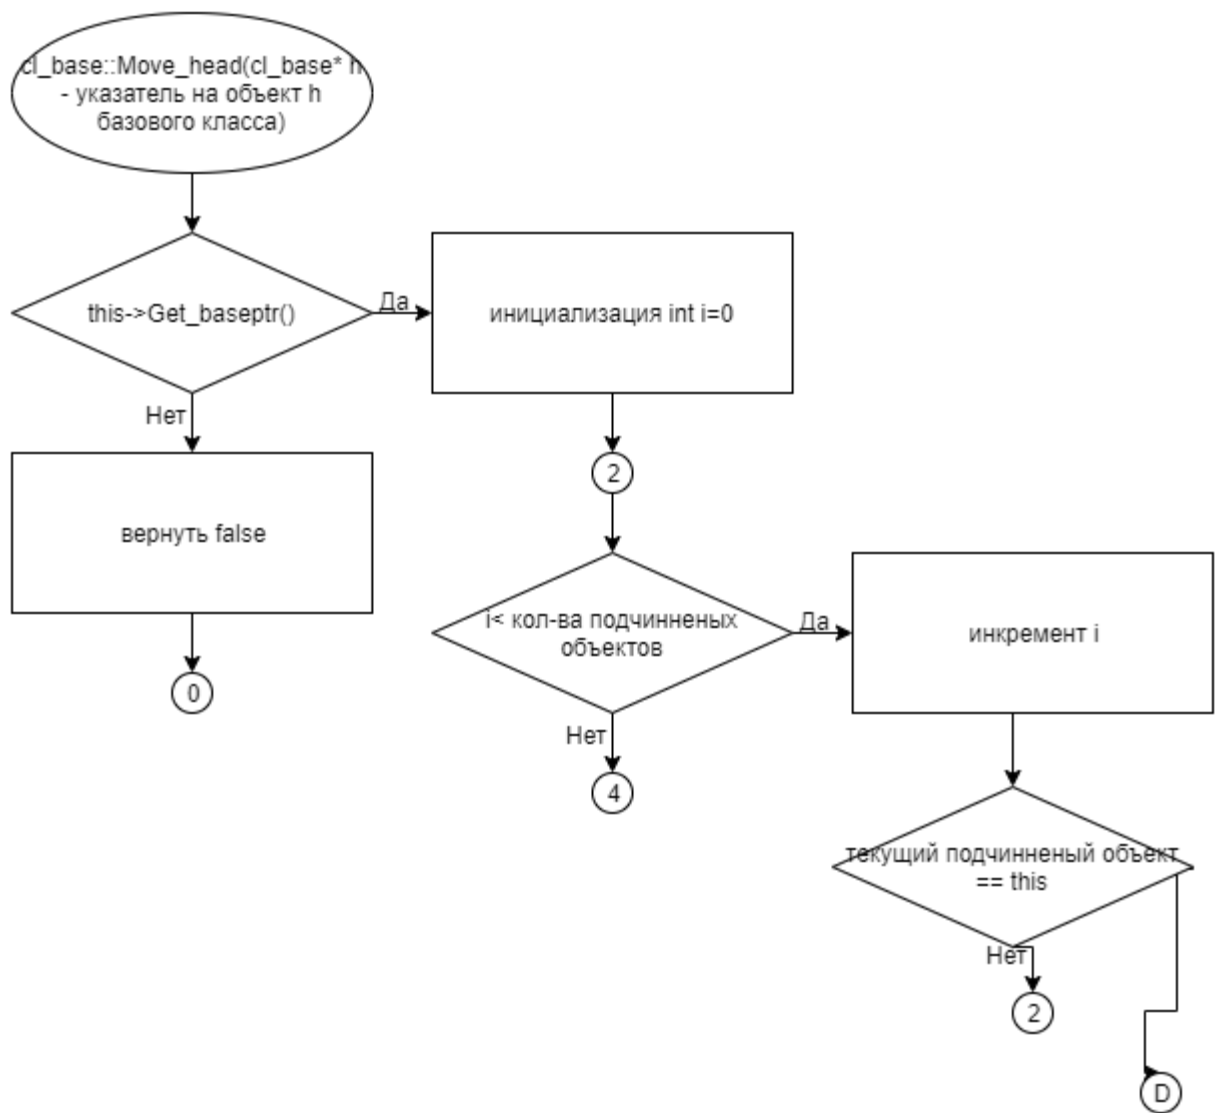 cl_base::Move_head(cl_base* h
- указатель на объект h
базового класса)
this->Get_baseptr()
Да
инициализация int i=0
Нет
вернуть false
2
0
i< кол-ва подчинненых
объектов
Да
инкремент i
Нет
4
текущий подчинненый объект
== this
Нет
2
D